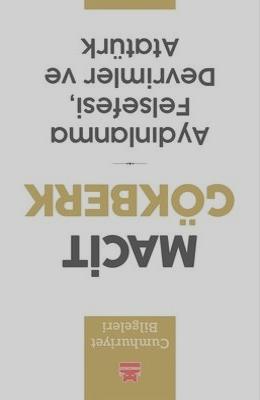 Cumhuriyet
Bilgeleri
MACİT
GÖKBERK
Aydınlanma
Felsefesi,
Devrimler ve
Atatürk